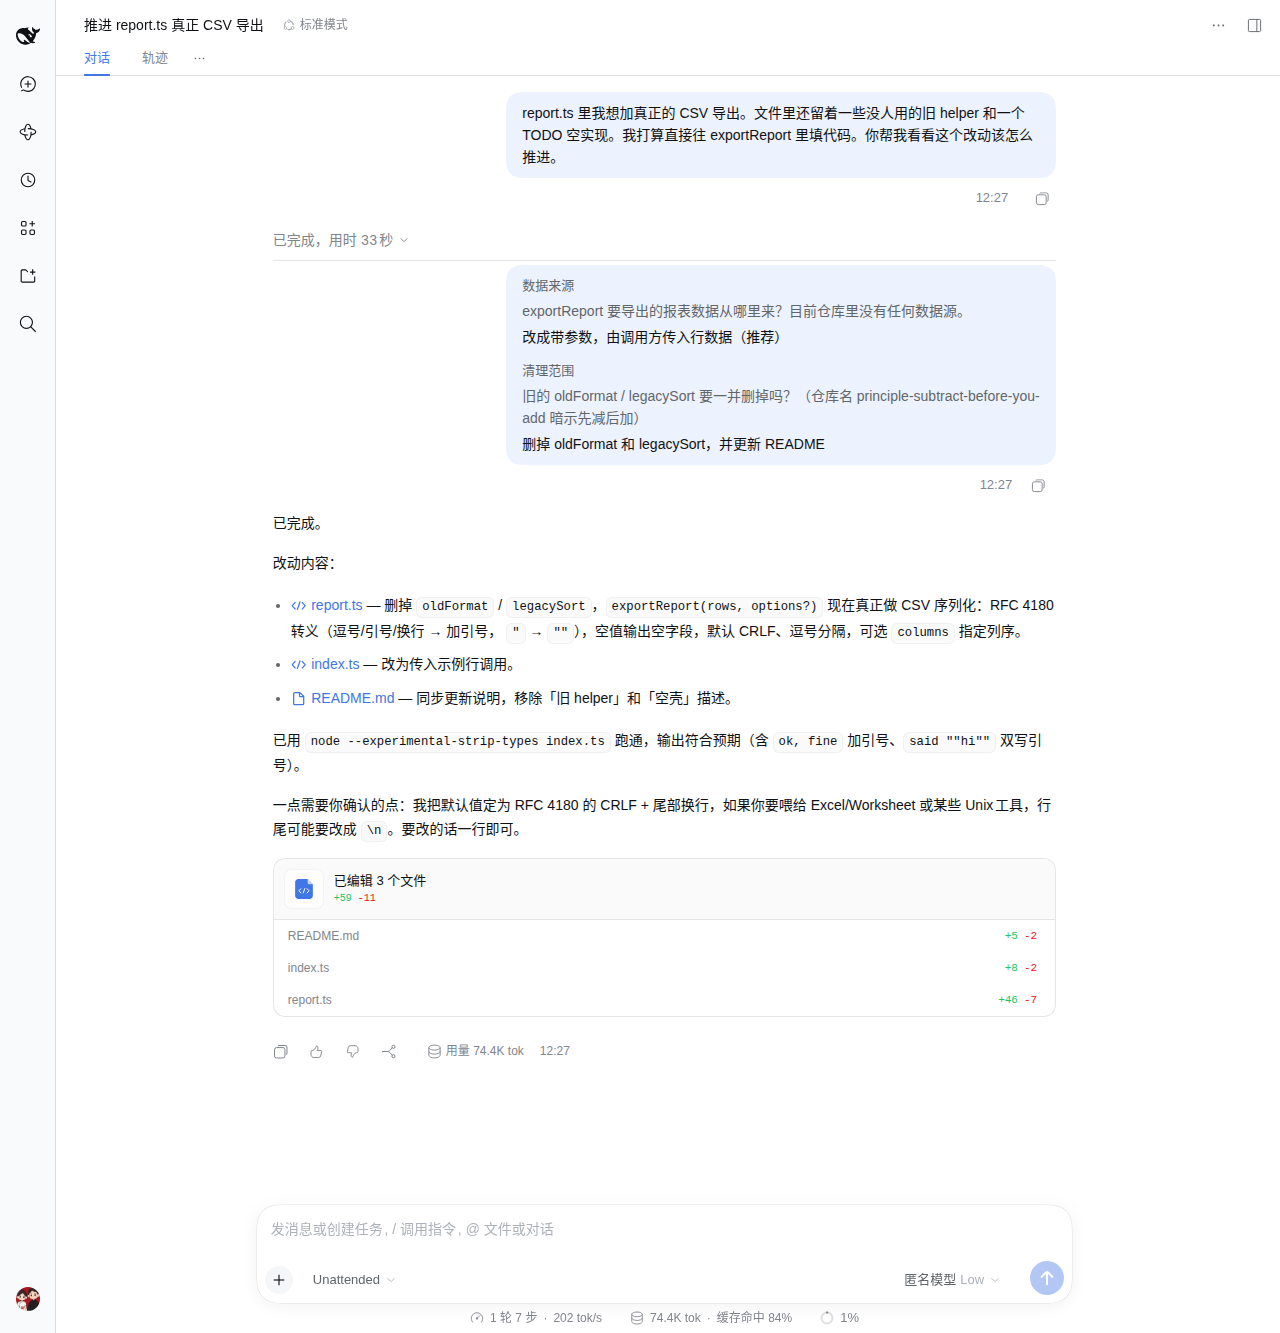 推进 report.ts 真正 CSV 导出 标准模式 ···
对话 轨迹 ···
report.ts 里我想加真正的 CSV 导出。文件里还留着一些没人用的旧 helper 和一个
TODO 空实现。我打算直接往 exportReport 里填代码。你帮我看看这个改动该怎么
推进。
12:27
已完成，用时 33秒
数据来源
exportReport 要导出的报表数据从哪里来？目前仓库里没有任何数据源。
改成带参数，由调用方传入行数据（推荐）
清理范围
旧的 oldFormat / legacySort 要一并删掉吗？（仓库名 principle-subtract-before-you-
add 暗示先减后加）
删掉 oldFormat 和 legacySort，并更新 README
12:27
已完成。
改动内容：
• report.ts — 删掉 oldFormat / legacySort ，exportReport(rows, options?) 现在真正做 CSV 序列化：RFC 4180
转义（逗号/引号/换行 → 加引号， " → "" ），空值输出空字段，默认 CRLF、逗号分隔，可选 columns 指定列序。
• index.ts — 改为传入示例行调用。
• README.md — 同步更新说明，移除「旧 helper」和「空壳」描述。
已用 node --experimental-strip-types index.ts 跑通，输出符合预期（含 ok, fine 加引号、said ""hi"" 双写引
号）。
一点需要你确认的点：我把默认值定为 RFC 4180 的 CRLF + 尾部换行，如果你要喂给 Excel/Worksheet 或某些 Unix工具，行
尾可能要改成 \n 。要改的话一行即可。
已编辑 3 个文件
+59 -11
README.md +5 -2
index.ts +8 -2
report.ts +46 -7
用量 74.4K tok 12:27
发消息或创建任务, / 调用指令, @ 文件或对话
Unattended 匿名模型 Low
1 轮 7 步 · 202 tok/s 74.4K tok · 缓存命中 84% 1%